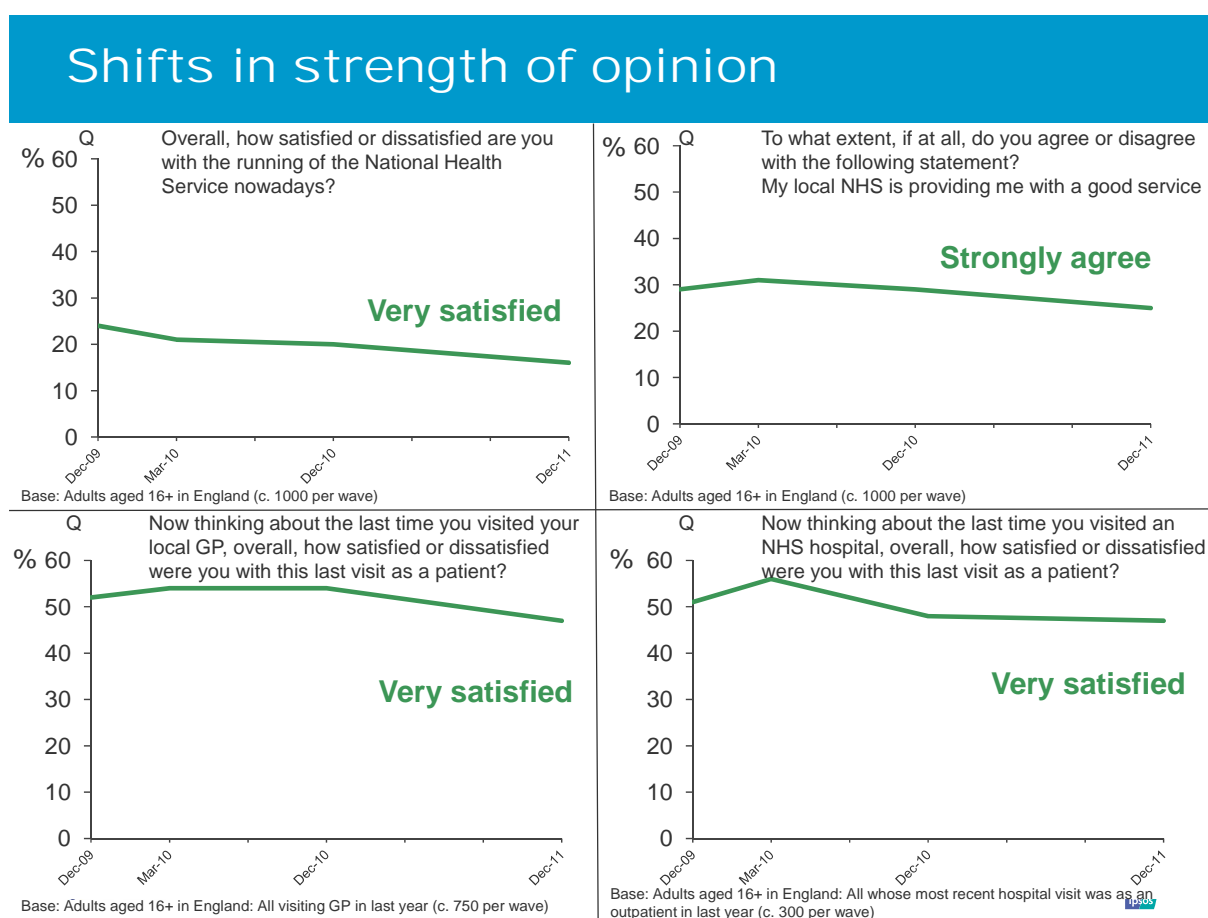 Shifts in strength of opinion
Q
Overall, how satisfied or dissatisfied are you
with the running of the National Health
Service nowadays?
% 60
50
40
30
20
10
0
Very satisfied
Dec-09
Mar-10
Dec-10
Dec-11
Base: Adults aged 16+ in England (c. 1000 per wave)
Q
To what extent, if at all, do you agree or disagree
with the following statement?
My local NHS is providing me with a good service
% 60
50
40
30
20
10
0
Strongly agree
Dec-09
Mar-10
Dec-10
Dec-11
Base: Adults aged 16+ in England (c. 1000 per wave)
Q
Now thinking about the last time you visited your
local GP, overall, how satisfied or dissatisfied
were you with this last visit as a patient?
% 60
50
40
30
20
10
0
Very satisfied
Dec-09
Mar-10
Dec-10
Dec-11
Base: Adults aged 16+ in England: All visiting GP in last year (c. 750 per wave)
Q
Now thinking about the last time you visited an
NHS hospital, overall, how satisfied or dissatisfied
were you with this last visit as a patient?
% 60
50
40
30
20
10
0
Very satisfied
Dec-09
Mar-10
Dec-10
Dec-11
Base: Adults aged 16+ in England: All whose most recent hospital visit was as an
outpatient in last year (c. 300 per wave)
Ipsos